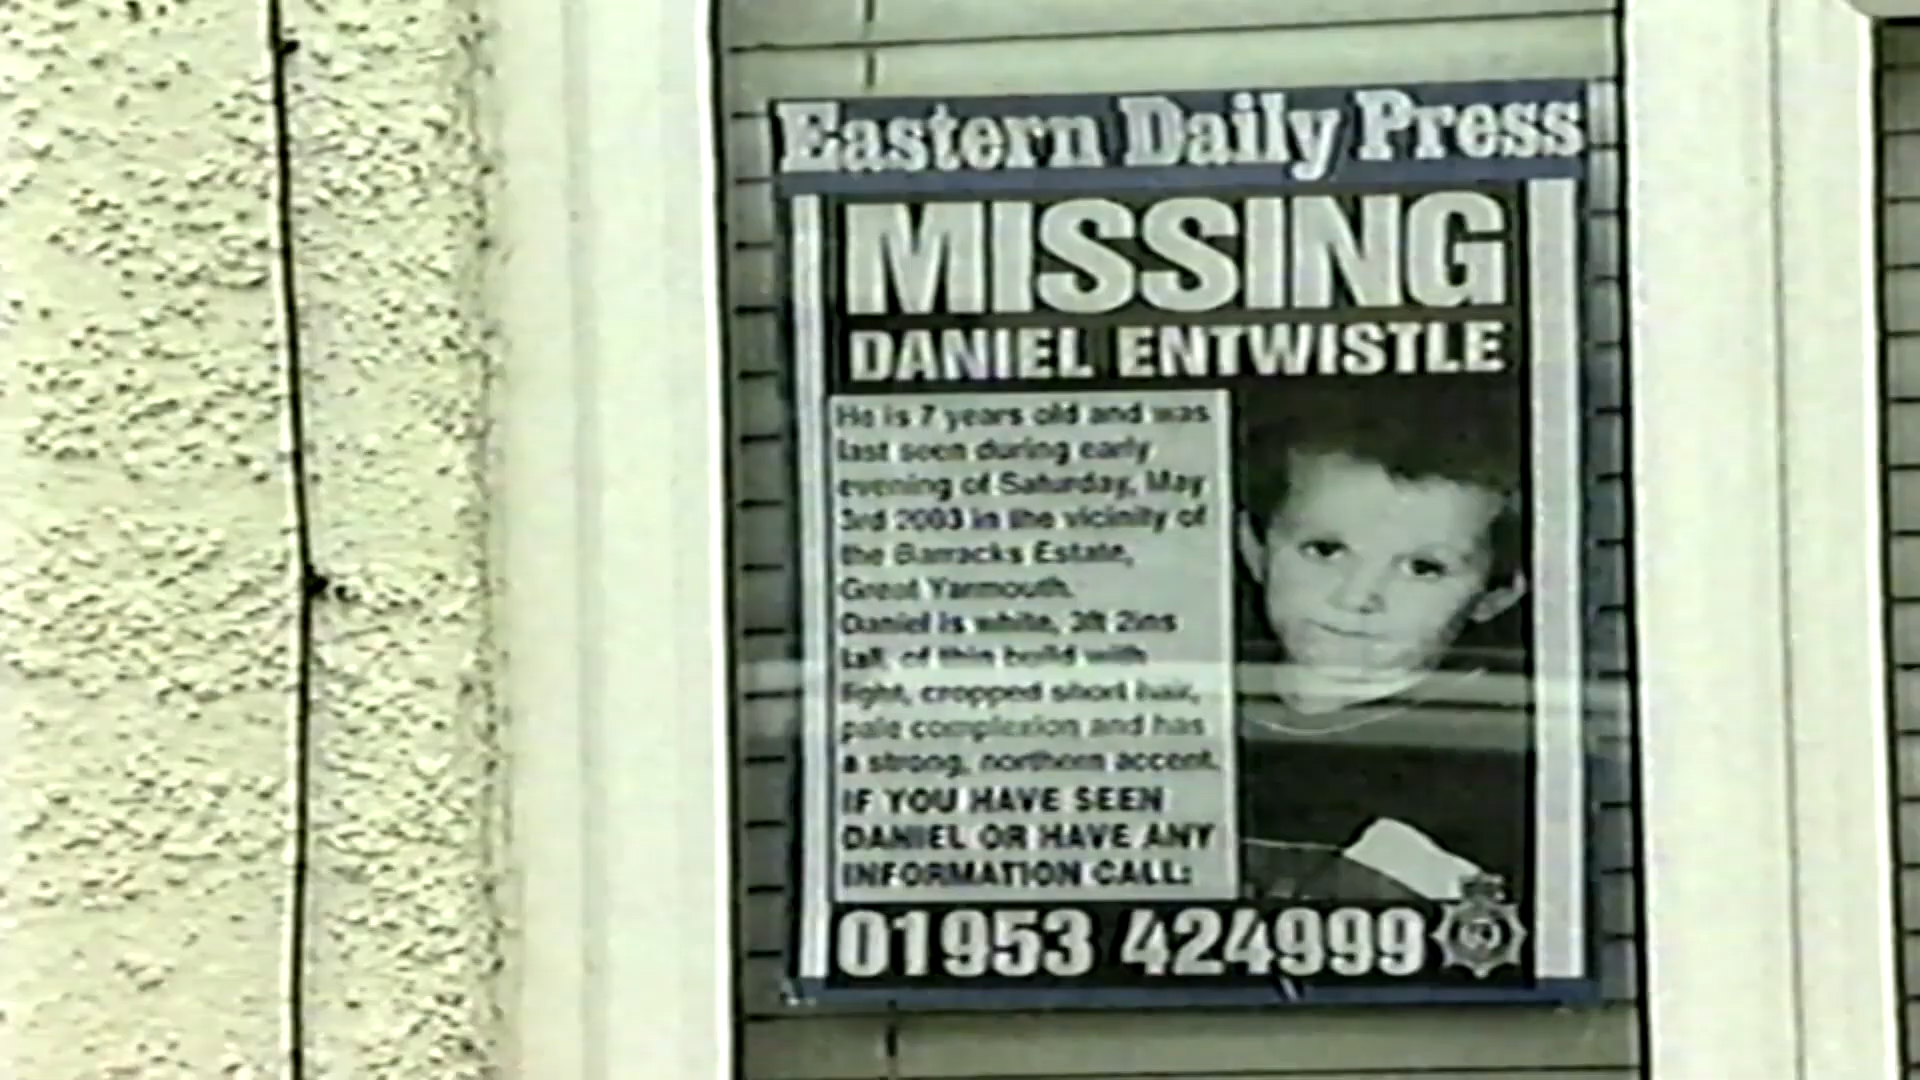 Eastern Daily Press
MISSING
DANIEL ENTWISTLE
He is 7 years old and was
last seen during early
evening of Saturday, May
3rd 2003 in the vicinity of
the Barracks Estate,
Great Yarmouth.
Daniel is white, 3ft 2ins
tall, of thin build with
light, cropped short hair,
pale complexion and has
a strong, northern accent.
IF YOU HAVE SEEN
DANIEL OR HAVE ANY
INFORMATION CALL:
01953 424999